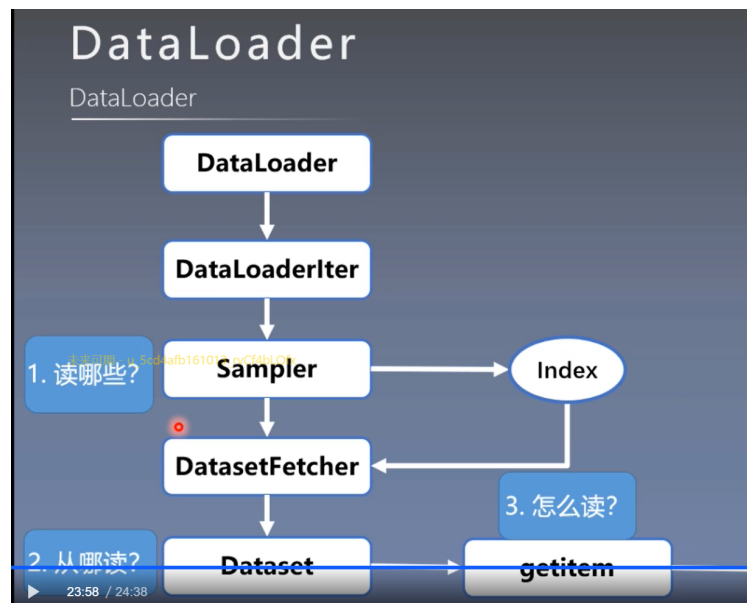 DataLoader
DataLoader
DataLoader
DataLoaderIter
1. 读哪些？
Sampler
Index
DatasetFetcher
3. 怎么读？
2. 从哪读？
Dataset
getitem
23:58 / 24:38